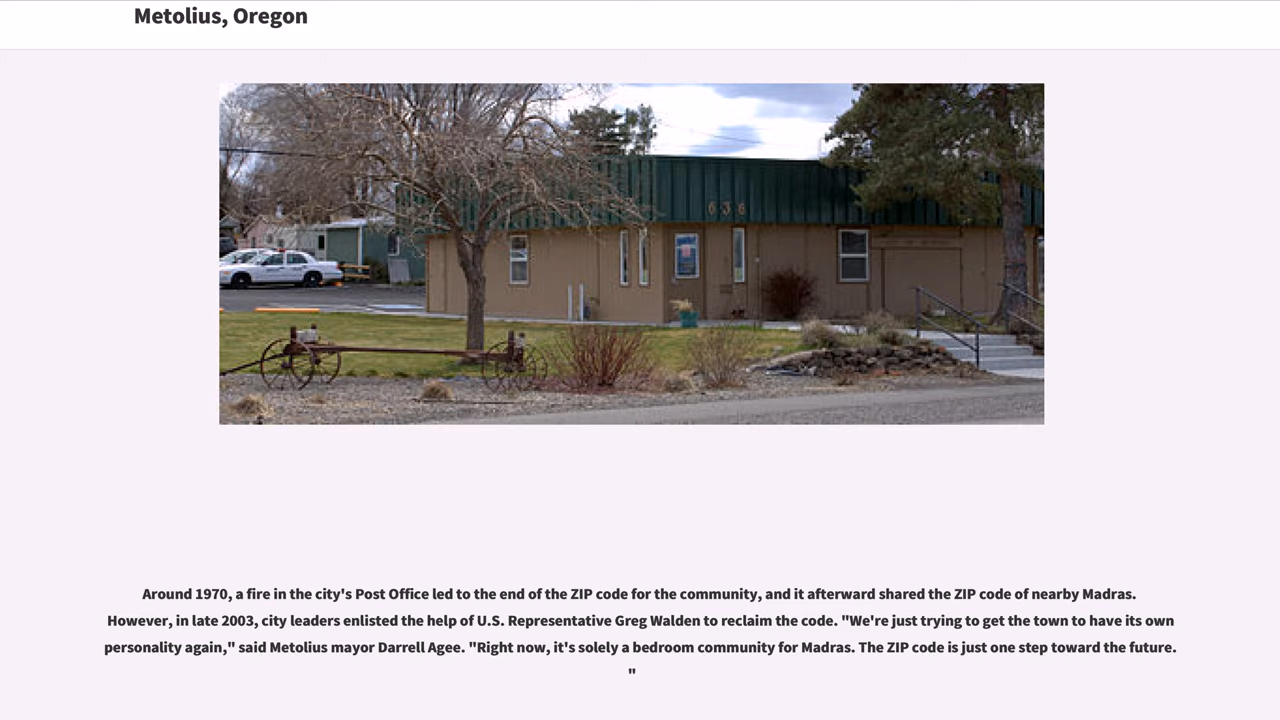 Metolius, Oregon
636
Around 1970, a fire in the city's Post Office led to the end of the ZIP code for the community, and it afterward shared the ZIP code of nearby Madras.
However, in late 2003, city leaders enlisted the help of U.S. Representative Greg Walden to reclaim the code. "We're just trying to get the town to have its own
personality again," said Metolius mayor Darrell Agee. "Right now, it's solely a bedroom community for Madras. The ZIP code is just one step toward the future.
"